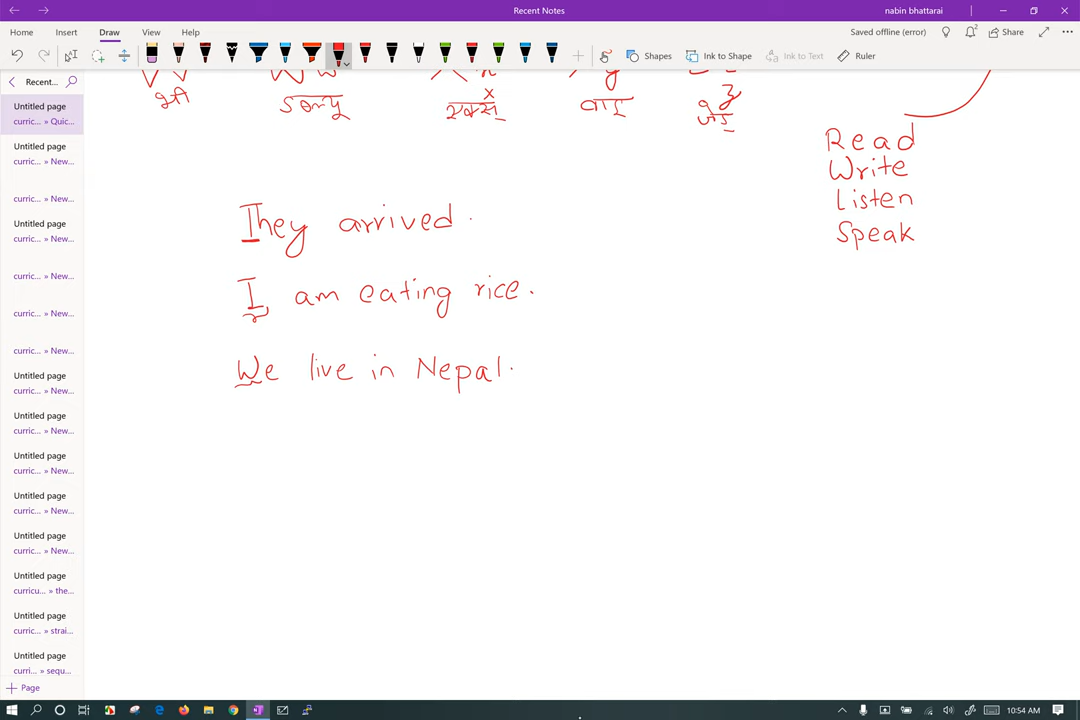 Recent Notes
nabin bhattarai
Home Insert Draw View Help
Saved offline (error)
Share
Shapes
Ink to Shape
Ink to Text
Ruler
Recent...
Untitled page
curric... » Quic...
Untitled page
curric... » New...
curric... » New...
Untitled page
curric... » New...
curric... » New...
curric... » New...
curric... » New...
Untitled page
curric... » New...
Untitled page
curric... » New...
Untitled page
curric... » New...
Untitled page
curric... » New...
Untitled page
curric... » New...
Untitled page
curricu... » the...
Untitled page
curric... » strai...
Untitled page
curri... » sequ...
Page
Read
Write
Listen
Speak
They arrived.
I am eating rice.
We live in Nepal.
10:54 AM